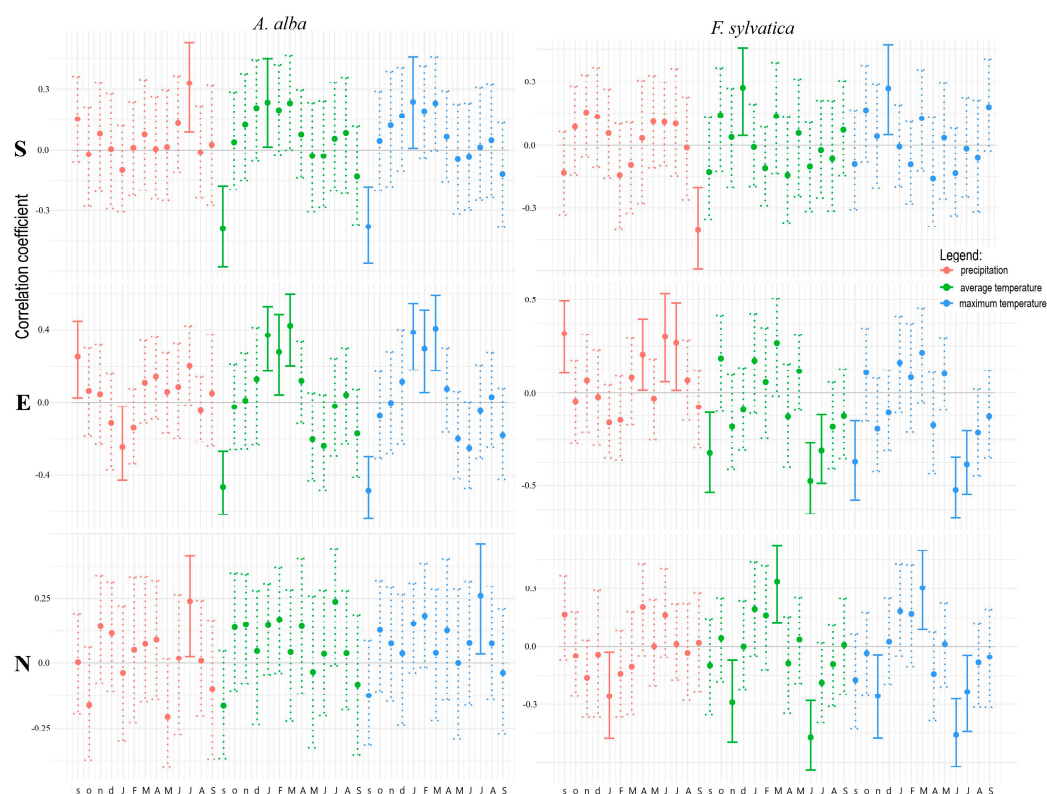 A. alba
F. sylvatica
Correlation coefficient
S
0.3
0.0
-0.3
0.3
0.0
-0.3
Legend:
precipitation
average temperature
maximum temperature
E
0.4
0.0
-0.4
0.5
0.0
-0.5
N
0.25
0.0
-0.25
0.3
0.0
-0.3
s o n d J F M A M J J A S s o n d J F M A M J J A S s o n d J F M A M J J A S
s o n d J F M A M J J A S s o n d J F M A M J J A S s o n d J F M A M J J A S